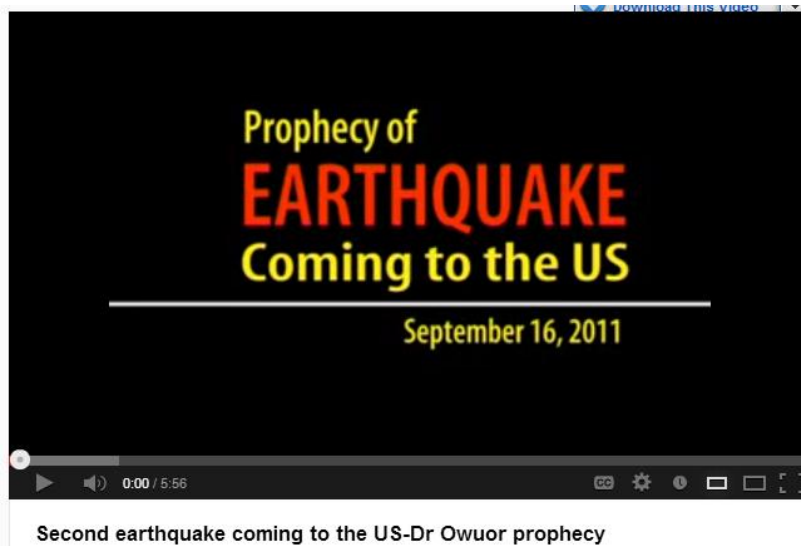 Download This Video
Prophecy of
EARTHQUAKE
Coming to the US
September 16, 2011
0:00 / 5:56
CC
Second earthquake coming to the US-Dr Owuor prophecy